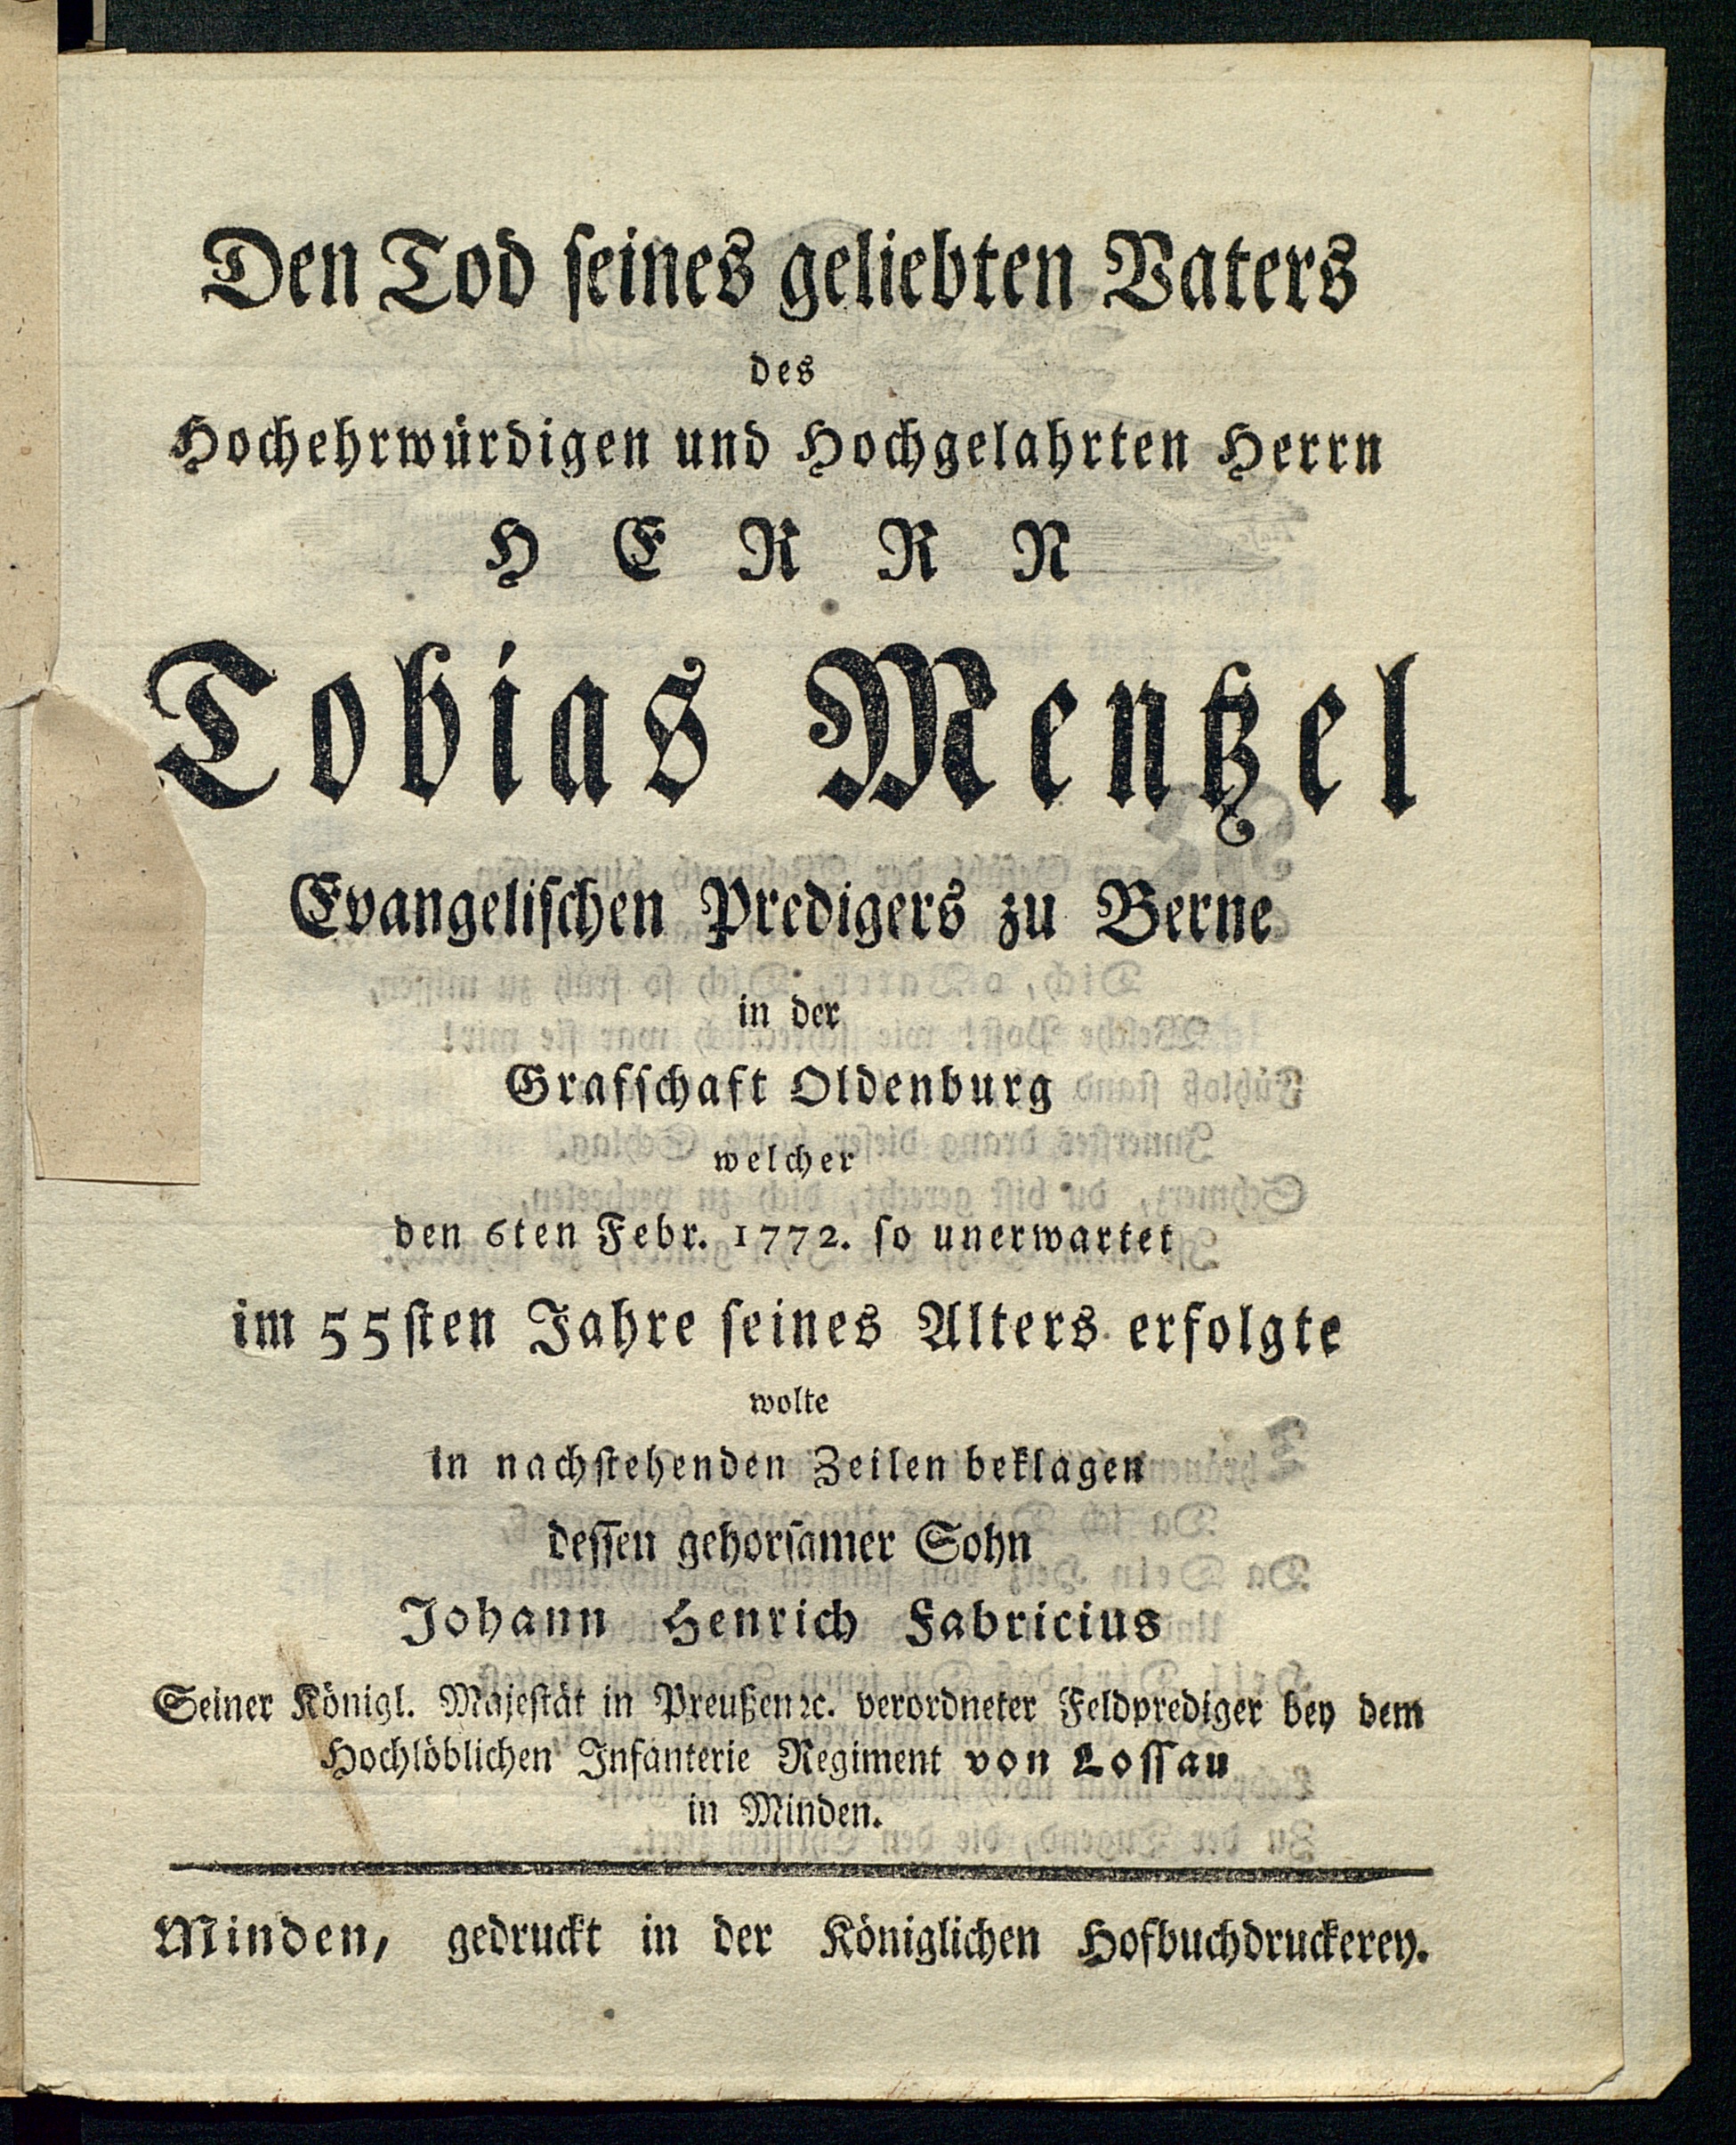 Den Tod seines geliebten Vaters
des
Hochehrwürdigen und Hochgelahrten Herrn
HERRN
Tobias Mentzel
Evangelischen Predigers zu Berne
in der
Grafschaft Oldenburg
welcher
den 6ten Febr. 1772. so unerwartet
im 55sten Jahre seines Alters erfolgte
wolte
in nachstehenden Zeilen beklagen
dessen gehorsamer Sohn
Johann Henrich Fabricius
Seiner Königl. Majestät in Preußen ꝛc. verordneter Feldprediger bey dem
Hochlöblichen Infanterie Regiment von Lossau
in Minden.
Minden, gedruckt in der Königlichen Hofbuchdruckerey.